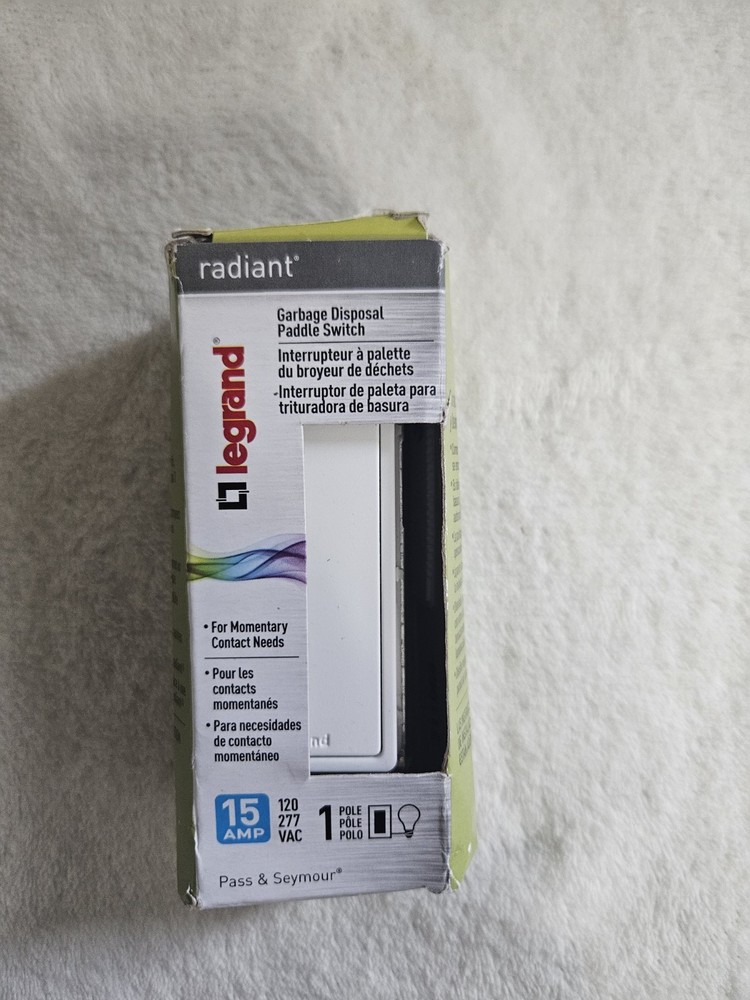 radiant®
legrand®
Garbage Disposal
Paddle Switch
Interrupteur à palette
du broyeur de déchets
Interruptor de paleta para
trituradora de basura
• For Momentary
Contact Needs
• Pour les
contacts
momentanés
• Para necesidades
de contacto
momentáneo
nd
15
AMP
120
277
VAC
1
POLE
PÔLE
POLO
Pass & Seymour®